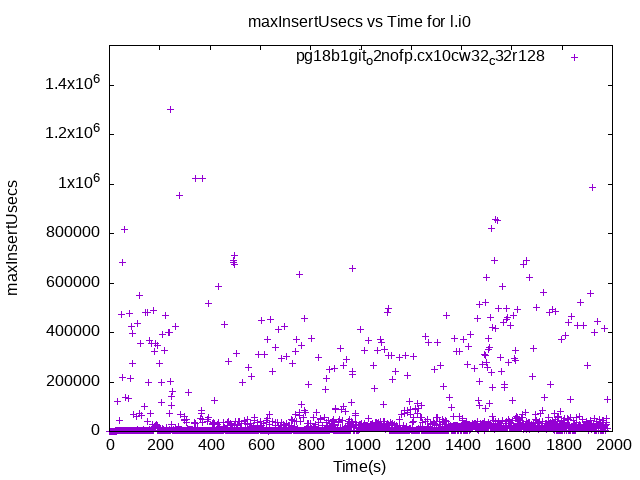 maxInsertUsecs vs Time for l.i0
pg18b1git_o2nofp.cx10cw32_c32r128
1.4x10^6
1.2x10^6
1x10^6
800000
600000
400000
200000
0
maxInsertUsecs
0 200 400 600 800 1000 1200 1400 1600 1800 2000
Time(s)